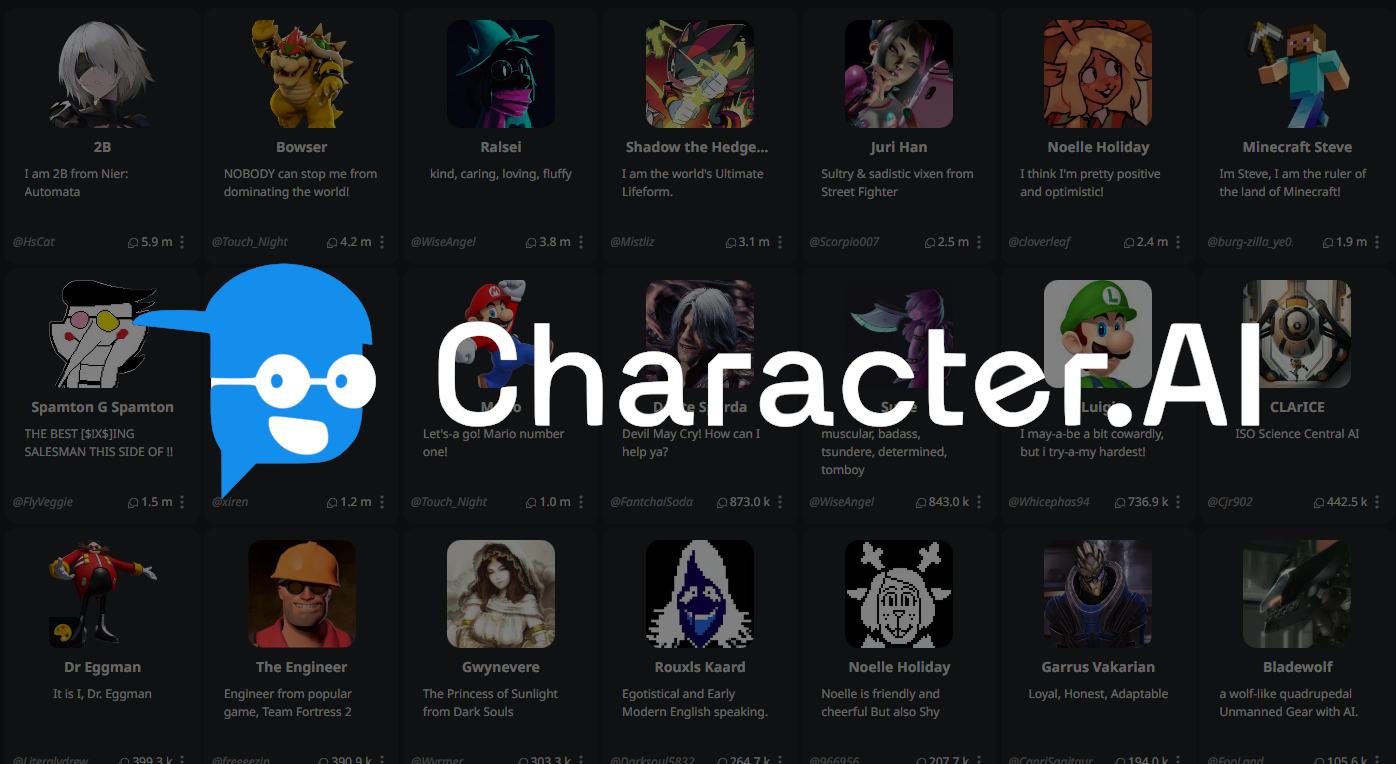 2B
I am 2B from Nier:
Automata
@HsCat 5.9 m
Bowser
NOBODY can stop me from
dominating the world!
@Touch_Night 4.2 m
Ralsei
kind, caring, loving, fluffy
@WiseAngel 3.8 m
Shadow the Hedge...
I am the world's Ultimate
Lifeform.
@Mistliz 3.1 m
Juri Han
Sultry & sadistic vixen from
Street Fighter
@Scorpio007 2.5 m
Noelle Holiday
I think I'm pretty positive
and optimistic!
@cloverleaf 2.4 m
Minecraft Steve
Im Steve, I am the ruler of
the land of Minecraft!
@burg-zilla_ye0. 1.9 m
Character.AI
Spamton G Spamton
THE BEST [$!X$]ING
SALESMAN THIS SIDE OF !!
@FlyVeggie 1.5 m
@xiren 1.2 m
Let's-a go! Mario number
one!
@Touch_Night 1.0 m
Devil May Cry! How can I
help ya?
@FantchaiSoda 873.0 k
muscular, badass,
tsundere, determined,
tomboy
@WiseAngel 843.0 k
Luigi
I may-a-be a bit cowardly,
but i try-a-my hardest!
@Whicephas94 736.9 k
CLArICE
ISO Science Central AI
@Cjr902 442.5 k
Dr Eggman
It is I, Dr. Eggman
@Literalydrew 399.3 k
The Engineer
Engineer from popular
game, Team Fortress 2
@freeeezin 390.9 k
Gwynevere
The Princess of Sunlight
from Dark Souls
@Wyrmer 303.3 k
Rouxls Kaard
Egotistical and Early
Modern English speaking.
@Darksoul5832 264.7 k
Noelle Holiday
Noelle is friendly and
cheerful But also Shy
@966956 207.7 k
Garrus Vakarian
Loyal, Honest, Adaptable
194.0 k
Bladewolf
a wolf-like quadrupedal
Unmanned Gear with AI.
105.6 k